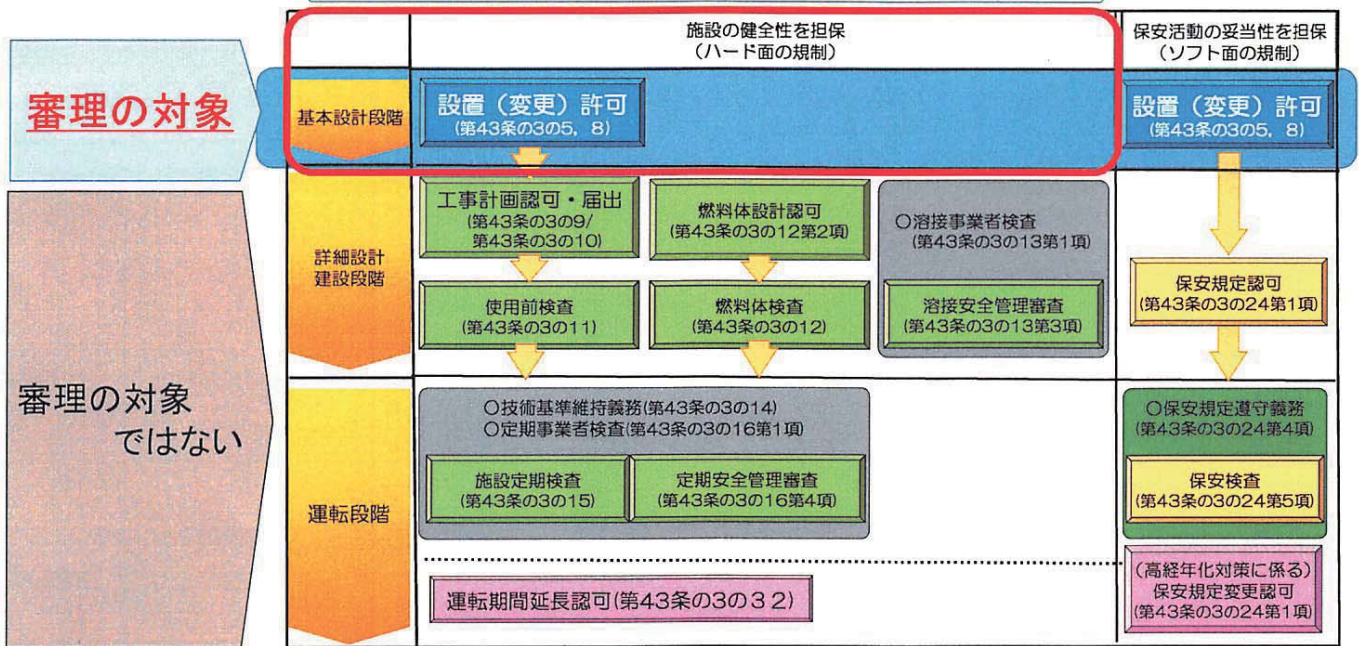 施設の健全性を担保
（ハード面の規制）
保安活動の妥当性を担保
（ソフト面の規制）
審理の対象
基本設計段階
設置（変更）許可
(第43条の3の5，8)
設置（変更）許可
(第43条の3の5，8)
審理の対象
ではない
詳細設計
建設段階
工事計画認可・届出
(第43条の3の9/
第43条の3の10)
燃料体設計認可
(第43条の3の12第2項)
○溶接事業者検査
(第43条の3の13第1項)
使用前検査
(第43条の3の11)
燃料体検査
(第43条の3の12)
溶接安全管理審査
(第43条の3の13第3項)
保安規定認可
(第43条の3の24第1項)
運転段階
○技術基準維持義務(第43条の3の14)
○定期事業者検査(第43条の3の16第1項)
施設定期検査
(第43条の3の15)
定期安全管理審査
(第43条の3の16第4項)
○保安規定遵守義務
(第43条の3の24第4項)
保安検査
(第43条の3の24第5項)
運転期間延長認可(第43条の3の32)
(高経年化対策に係る)
保安規定変更認可
(第43条の3の24第1項)